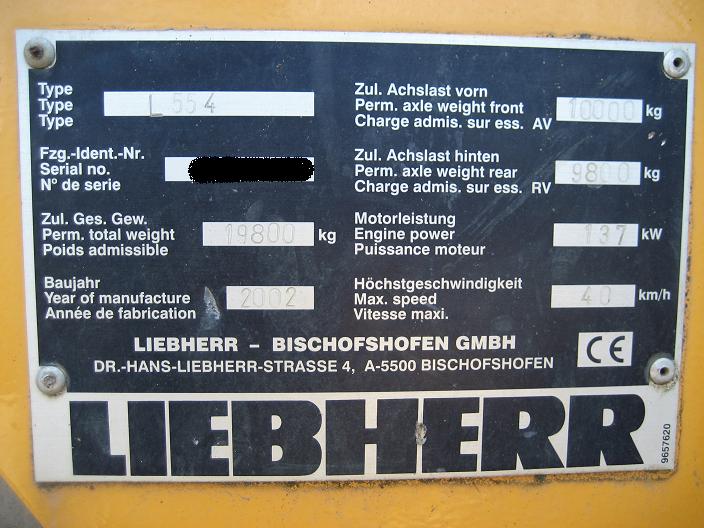 Type
Type L 554
Type
Fzg.-Ident.-Nr.
Serial no.
N° de serie
Zul. Ges. Gew.
Perm. total weight 19800 kg
Poids admissible
Baujahr
Year of manufacture 2002
Année de fabrication
Zul. Achslast vorn
Perm. axle weight front 10000 kg
Charge admis. sur ess. AV
Zul. Achslast hinten
Perm. axle weight rear 9800 kg
Charge admis. sur ess. RV
Motorleistung
Engine power 137 kW
Puissance moteur
Höchstgeschwindigkeit
Max. speed 40 km/h
Vitesse maxi.
LIEBHERR - BISCHOFSHOFEN GMBH
DR.-HANS-LIEBHERR-STRASSE 4, A-5500 BISCHOFSHOFEN
CE
LIEBHERR
9657620